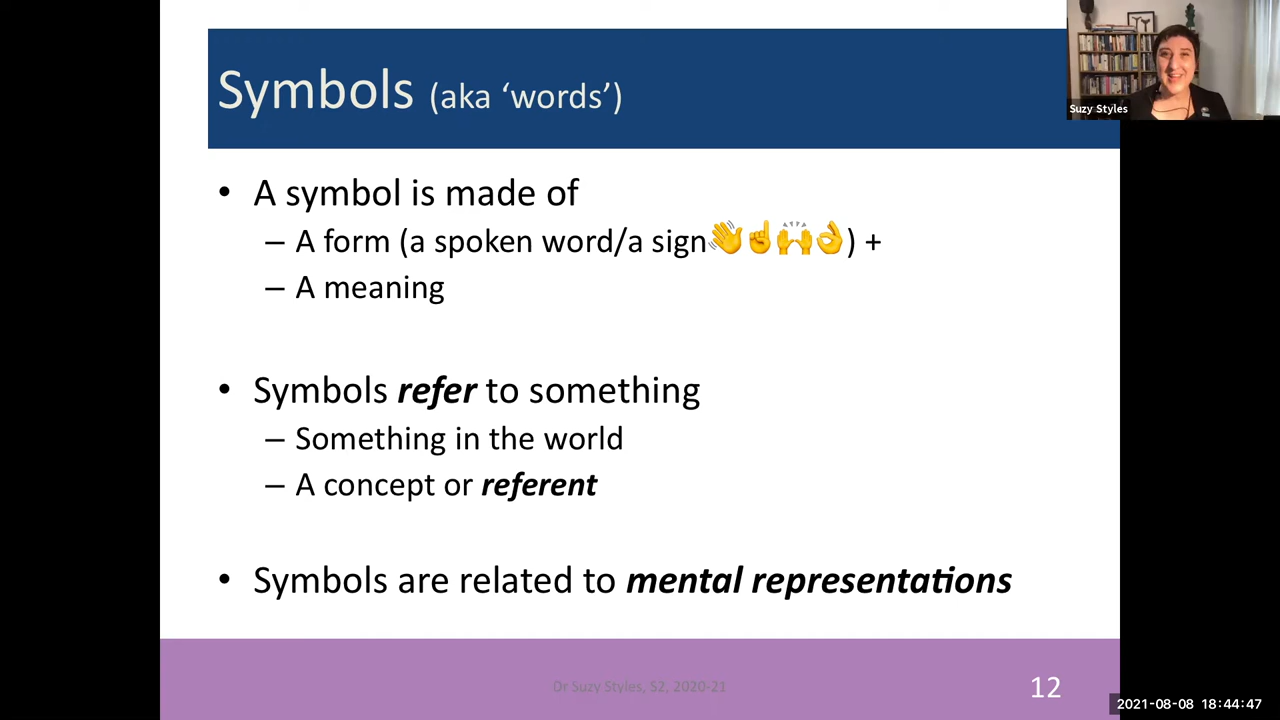 Symbols (aka ‘words’)
Suzy Styles
• A symbol is made of
– A form (a spoken word/a sign👋☝️🙌👌) +
– A meaning
• Symbols refer to something
– Something in the world
– A concept or referent
• Symbols are related to mental representations
Dr Suzy Styles, S2, 2020-21
12
2021-08-08 18:44:47